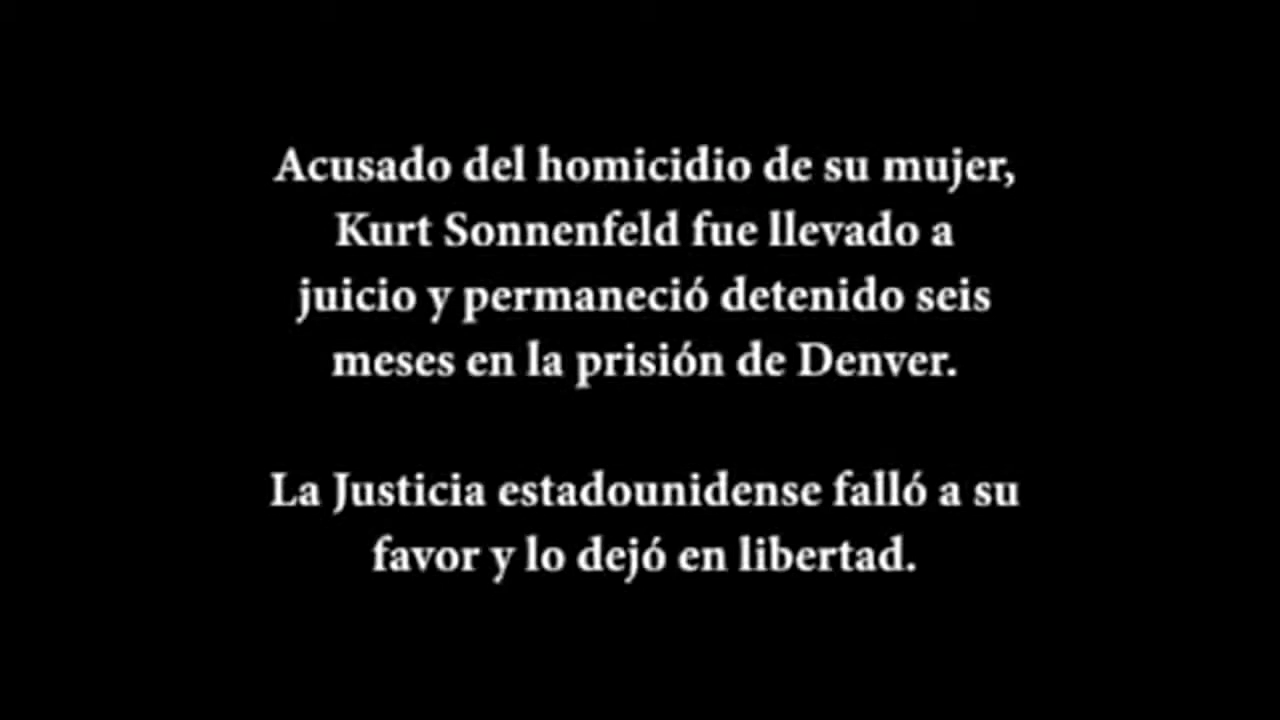 Acusado del homicidio de su mujer,
Kurt Sonnenfeld fue llevado a
juicio y permaneció detenido seis
meses en la prisión de Denver.
La Justicia estadounidense falló a su
favor y lo dejó en libertad.